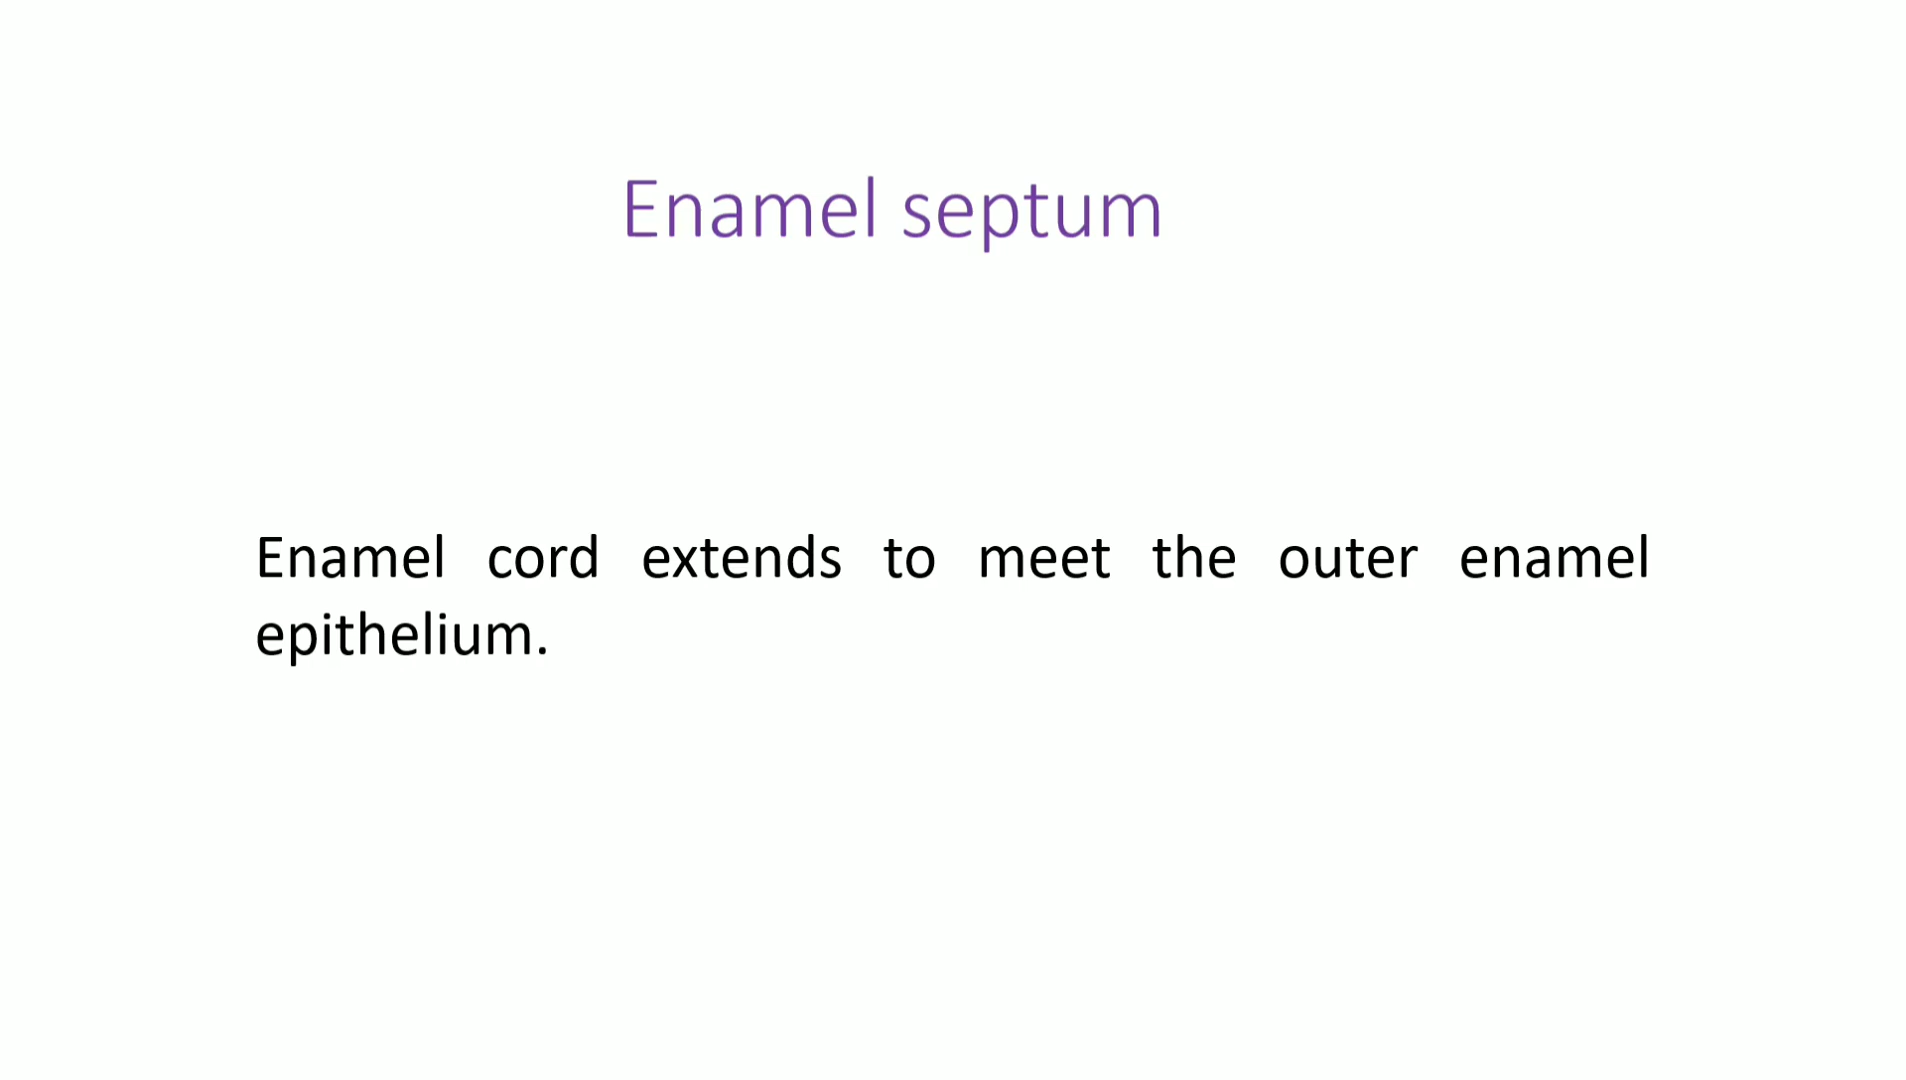 Enamel septum
Enamel cord extends to meet the outer enamel
epithelium.